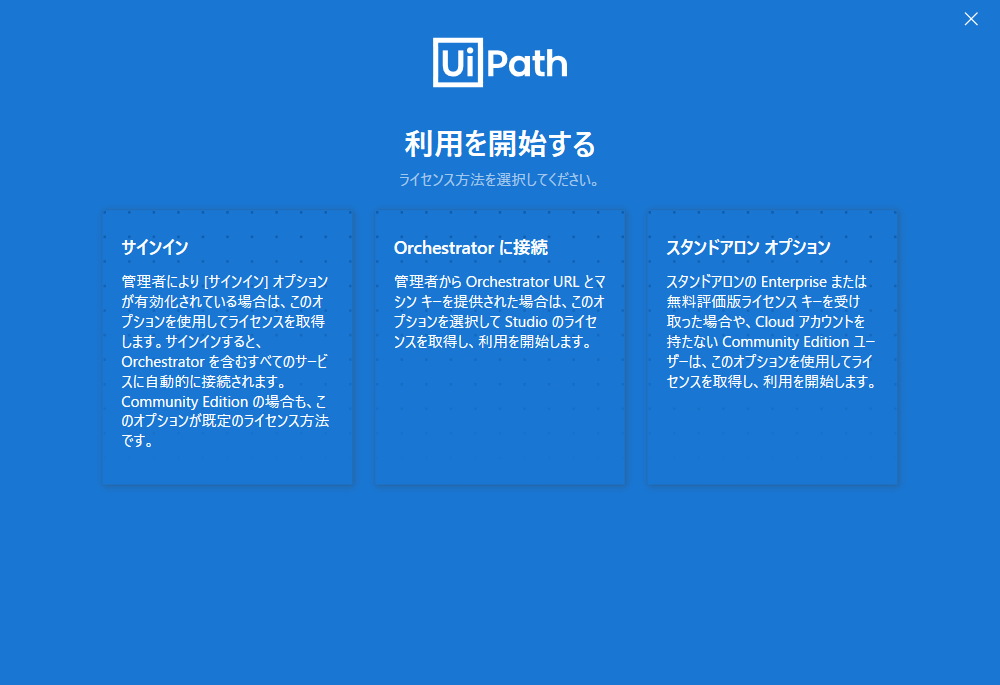 UiPath
利用を開始する
ライセンス方法を選択してください。
サインイン
管理者により [サインイン] オプション
が有効化されている場合は、このオ
プションを使用してライセンスを取得
します。サインインすると、
Orchestrator を含むすべてのサービ
スに自動的に接続されます。
Community Edition の場合も、こ
のオプションが既定のライセンス方法
です。
Orchestrator に接続
管理者から Orchestrator URL とマ
シン キーを提供された場合は、このオ
プションを選択して Studio のライセ
ンスを取得し、利用を開始します。
スタンドアロン オプション
スタンドアロンの Enterprise または
無料評価版ライセンス キーを受け
取った場合や、Cloud アカウントを
持たない Community Edition ユー
ザーは、このオプションを使用してライ
センスを取得し、利用を開始します。